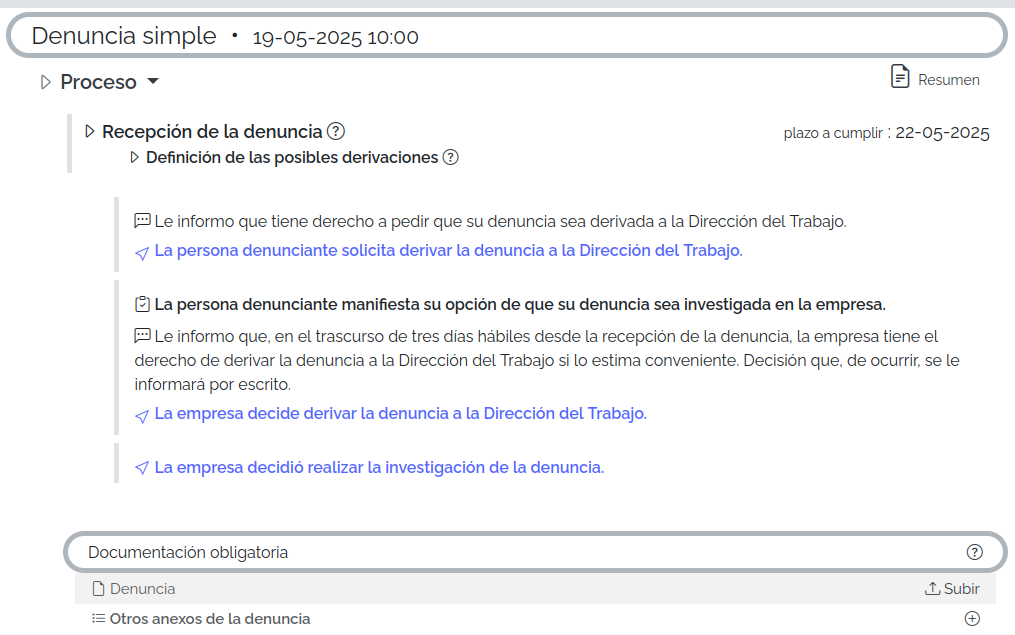 Denuncia simple • 19-05-2025 10:00
Proceso
Resumen
Recepción de la denuncia
plazo a cumplir : 22-05-2025
Definición de las posibles derivaciones
Le informo que tiene derecho a pedir que su denuncia sea derivada a la Dirección del Trabajo.
La persona denunciante solicita derivar la denuncia a la Dirección del Trabajo.
La persona denunciante manifiesta su opción de que su denuncia sea investigada en la empresa.
Le informo que, en el trascurso de tres días hábiles desde la recepción de la denuncia, la empresa tiene el
derecho de derivar la denuncia a la Dirección del Trabajo si lo estima conveniente. Decisión que, de ocurrir, se le
informará por escrito.
La empresa decide derivar la denuncia a la Dirección del Trabajo.
La empresa decidió realizar la investigación de la denuncia.
Documentación obligatoria
Denuncia
Subir
Otros anexos de la denuncia